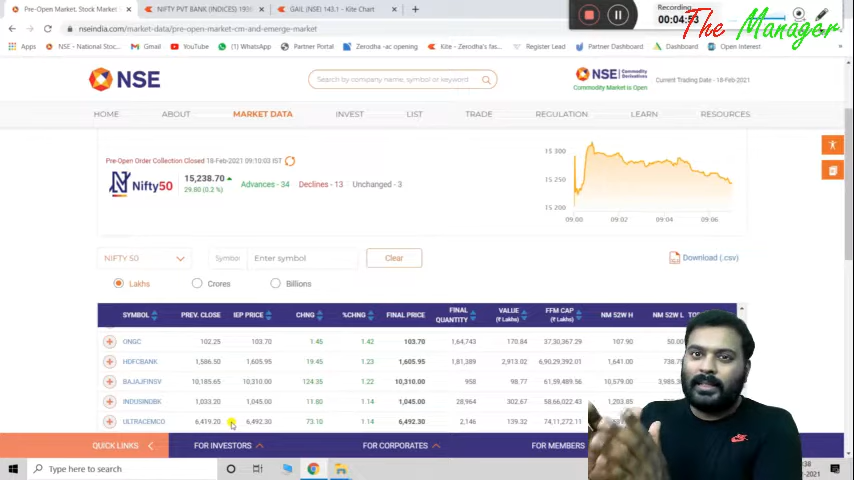 Pre-Open Market, Stock Market
NIFTY PVT BANK (INDICES) 1939
GAIL (NSE) 143.1 - Kite Chart
Recording
00:04:53
The Manager
nseindia.com/market-data/pre-open-market-cm-and-emerge-market
Apps
NSE - National Stoc...
Gmail
YouTube
(1) WhatsApp
Partner Portal
Zerodha -ac opening
Kite - Zerodha's fas...
Register Lead
Partner Dashboard
Dashboard
Open interest
NSE
Search by company name, symbol or keyword
NSE Commodity Derivatives
Commodity Market is Open
Current Trading Date - 18-Feb-2021
HOME ABOUT MARKET DATA INVEST LIST TRADE REGULATION LEARN RESOURCES
Pre-Open Order Collection Closed 18-Feb-2021 09:10:03 IST
Nifty50
15,238.70
29.80 (0.2 %)
Advances - 34 Declines - 13 Unchanged - 3
15 300
15 250
15 200
09:00 09:02 09:04 09:06
NIFTY 50
Symbol
Enter symbol
Clear
Download (.csv)
Lakhs Crores Billions
SYMBOL PREV. CLOSE IEP PRICE CHNG %CHNG FINAL PRICE FINAL QUANTITY VALUE (₹ Lakhs) FFM CAP (₹ Lakhs) NM 52W H NM 52W L
ONGC 102.25 103.70 1.45 1.42 103.70 1,64,743 170.84 37,30,367.29 107.90 50.00
HDFCBANK 1,586.50 1,605.95 19.45 1.23 1,605.95 1,81,389 2,913.02 6,90,29,392.01 1,641.00 738.7
BAJAJFINSV 10,185.65 10,310.00 124.35 1.22 10,310.00 958 98.77 61,59,489.56 10,579.00 3,985.3
INDUSINDBK 1,033.20 1,045.00 11.80 1.14 1,045.00 28,964 302.67 58,66,022.43 1,203.85
ULTRACEMCO 6,419.20 6,492.30 73.10 1.14 6,492.30 2,146 139.32 74,11,272.11
QUICK LINKS
FOR INVESTORS
FOR CORPORATES
FOR MEMBERS
Type here to search